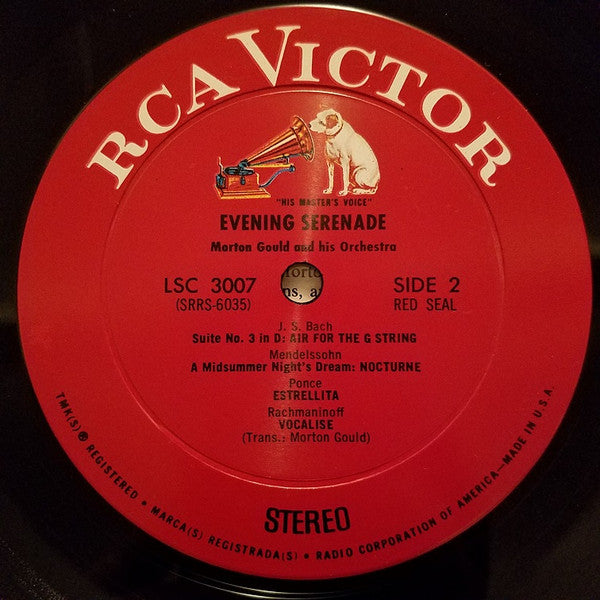 RCA VICTOR
"HIS MASTER'S VOICE"
EVENING SERENADE
Morton Gould and his Orchestra
LSC 3007
(SRRS-6035)
SIDE 2
RED SEAL
J. S. Bach
Suite No. 3 in D: AIR FOR THE G STRING
Mendelssohn
A Midsummer Night's Dream: NOCTURNE
Ponce
ESTRELLITA
Rachmaninoff
VOCALISE
(Trans.: Morton Gould)
STEREO
TMK(S) ® REGISTERED • MARCA(S) REGISTRADA(S) • RADIO CORPORATION OF AMERICA—MADE IN U.S.A.